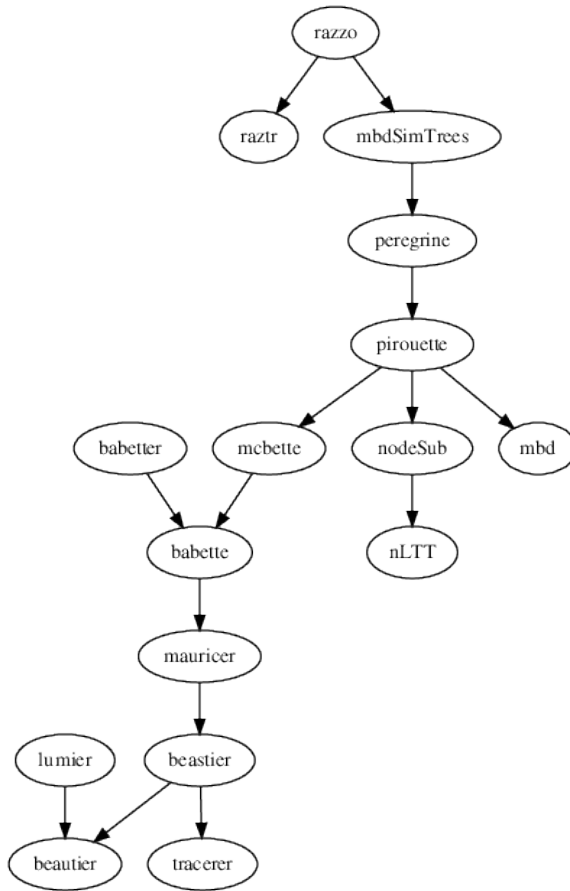 razzo
raztr
mbdSimTrees
peregrine
pirouette
babetter
mcbette
nodeSub
mbd
babette
nLTT
mauricer
lumier
beastier
beautier
tracerer